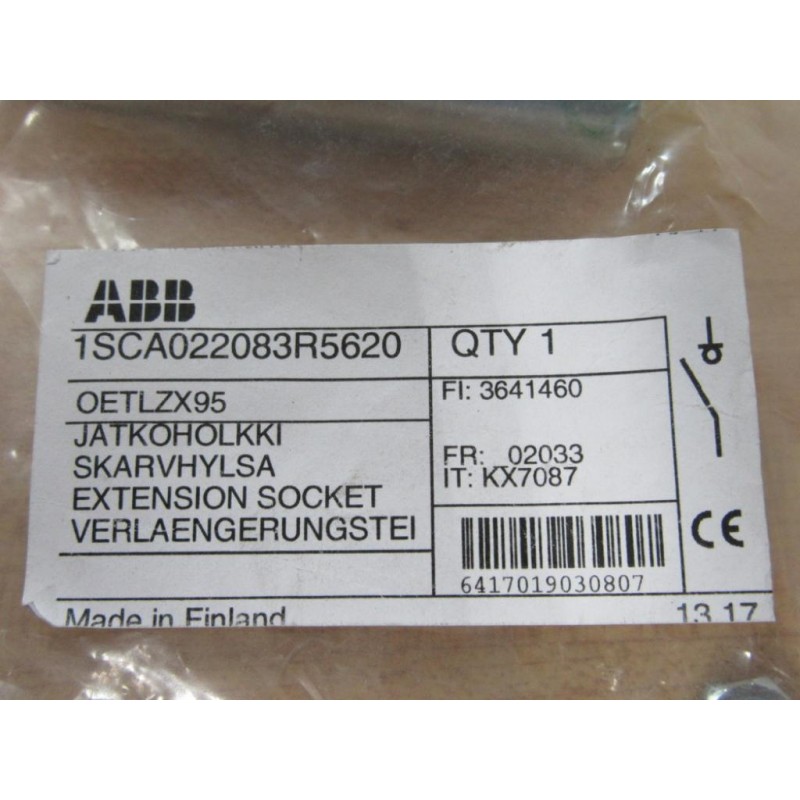 ABB
1SCA022083R5620
QTY 1
OETLZX95
JATKOHOLKKI
SKARVHYLSA
EXTENSION SOCKET
VERLAENGERUNGSTEI
FI: 3641460
FR: 02033
IT: KX7087
6417019030807
CE
Made in Finland
13 17